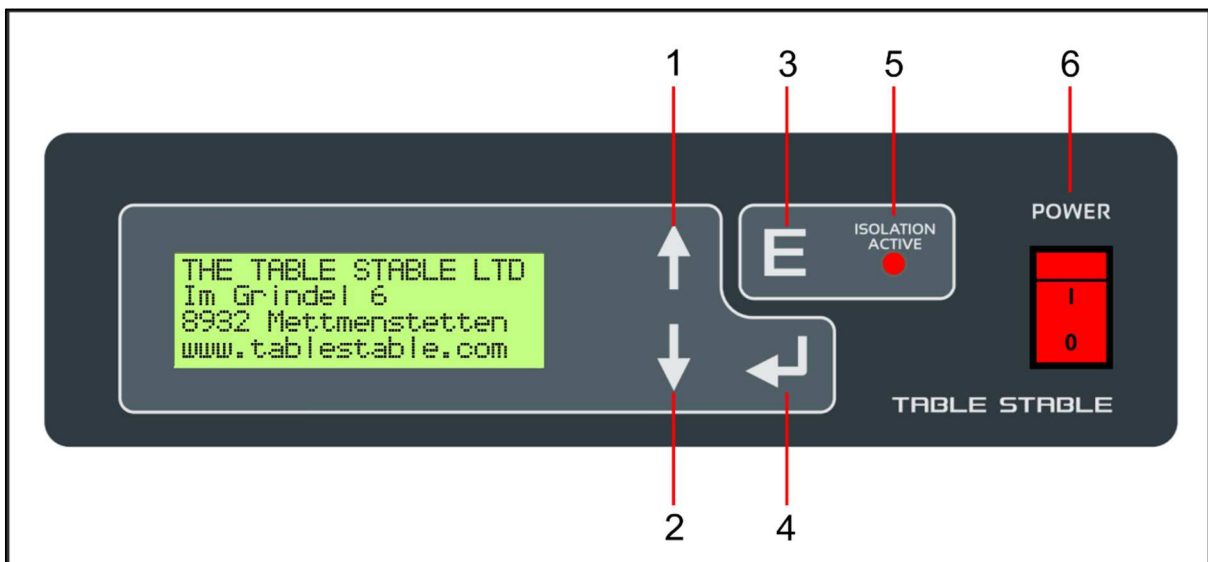 1
3
5
6
POWER
ISOLATION
ACTIVE
E
THE TABLE STABLE LTD
Im Grindel 6
8932 Mettmenstetten
www.tablestable.com
I
0
TABLE STABLE
2
4